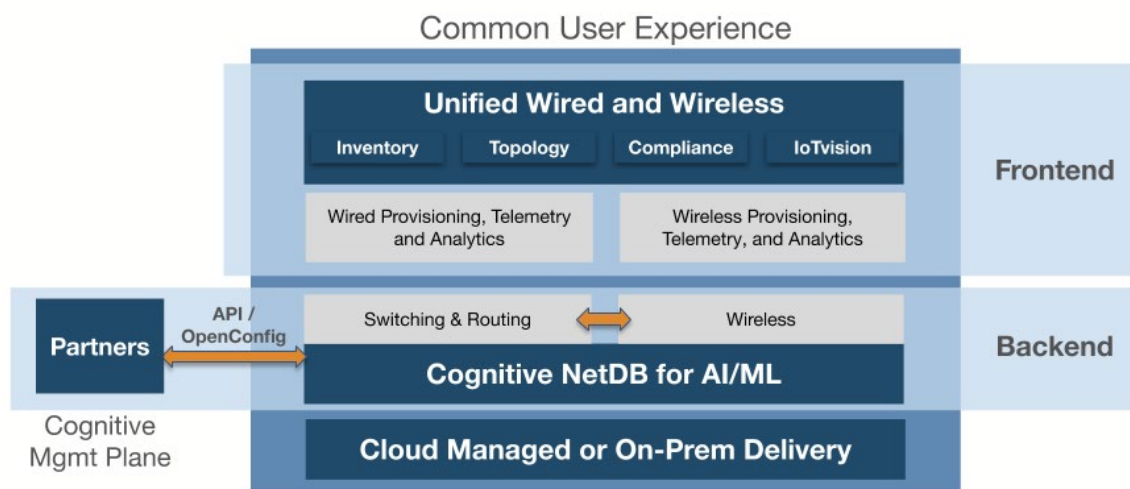 Common User Experience
Unified Wired and Wireless
Inventory
Topology
Compliance
IoTvision
Frontend
Wired Provisioning, Telemetry
and Analytics
Wireless Provisioning,
Telemetry, and Analytics
Partners
API /
OpenConfig
Switching & Routing
Wireless
Backend
Cognitive NetDB for AI/ML
Cognitive
Mgmt Plane
Cloud Managed or On-Prem Delivery